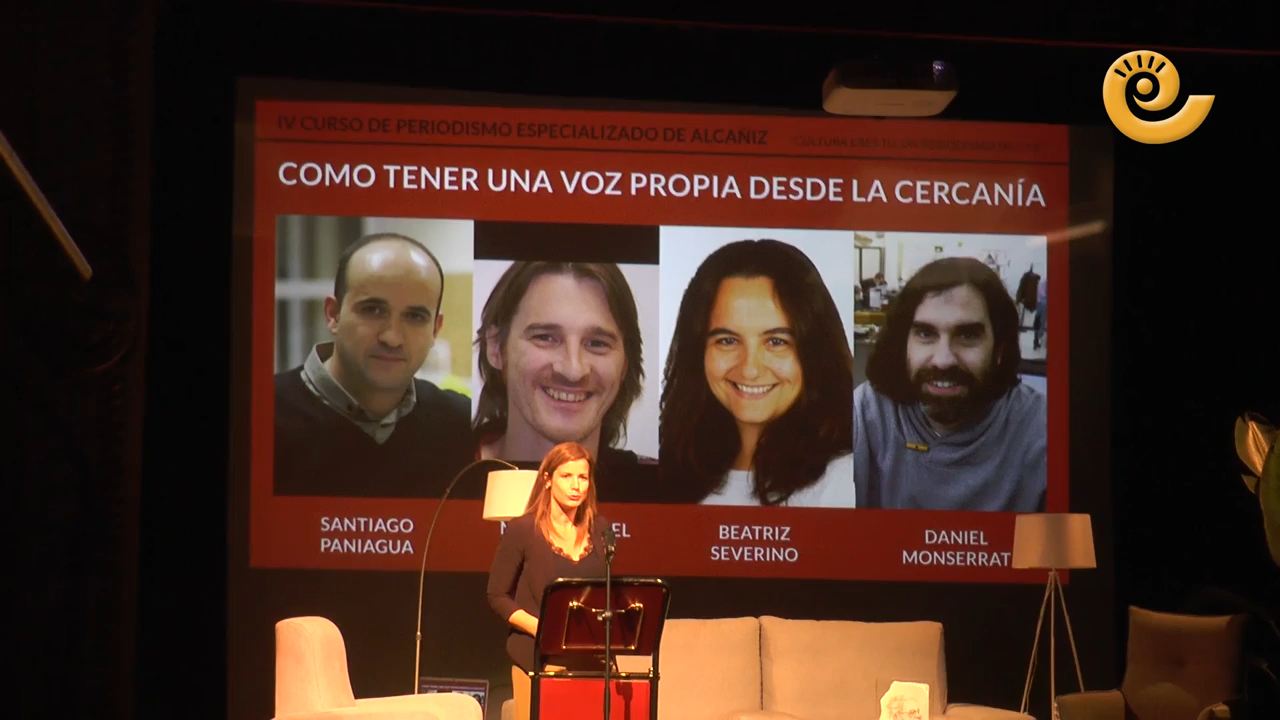 IV CURSO DE PERIODISMO ESPECIALIZADO DE ALCAÑIZ
COMO TENER UNA VOZ PROPIA DESDE LA CERCANÍA
SANTIAGO
PANIAGUA
BEATRIZ
SEVERINO
DANIEL
MONSERRAT